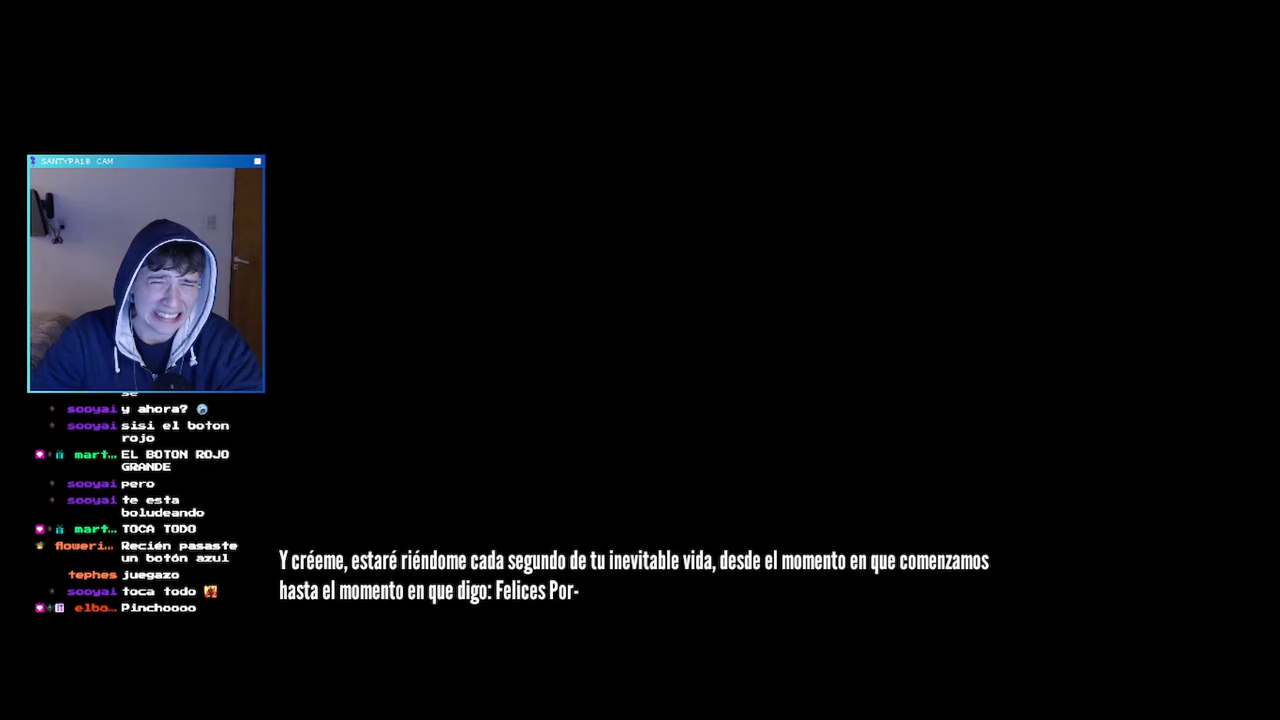 SANTYPA10 CAM
se
sooyai y ahora?
sooyai sisi el boton
rojo
mart… EL BOTON ROJO
GRANDE
sooyai pero
sooyai te esta
boludeando
mart… TOCA TODO
floweri… Recién pasaste
un botón azul
tephes juegazo
sooyai toca todo
elbo… Pinchoooo
Y créeme, estaré riéndome cada segundo de tu inevitable vida, desde el momento en que comenzamos
hasta el momento en que digo: Felices Por-